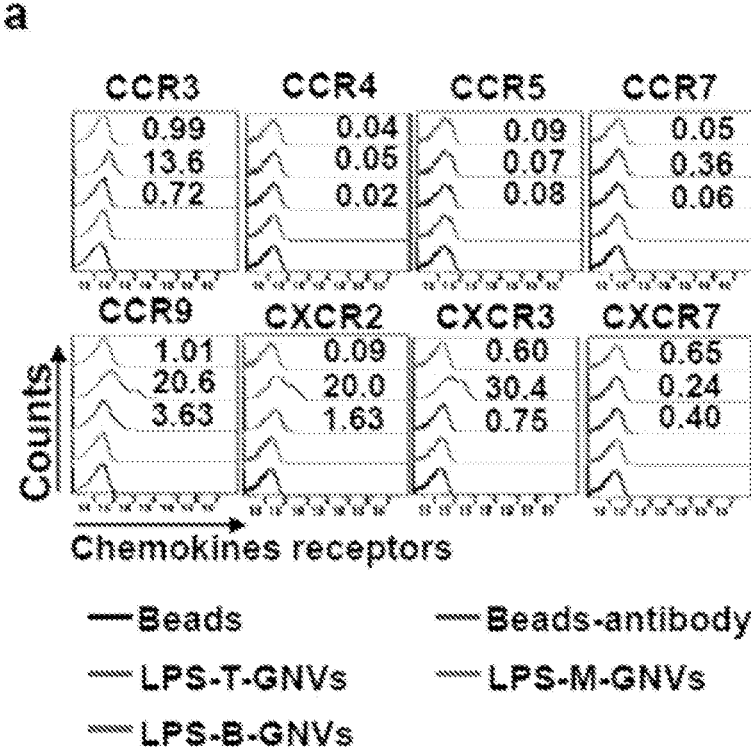 a
CCR3 CCR4 CCR5 CCR7
0.99 0.04 0.09 0.05
13.6 0.05 0.07 0.36
0.72 0.02 0.08 0.06
CCR9 CXCR2 CXCR3 CXCR7
1.01 0.09 0.60 0.65
20.6 20.0 30.4 0.24
3.63 1.63 0.75 0.40
Counts
Chemokines receptors
Beads Beads-antibody
LPS-T-GNVs LPS-M-GNVs
LPS-B-GNVs